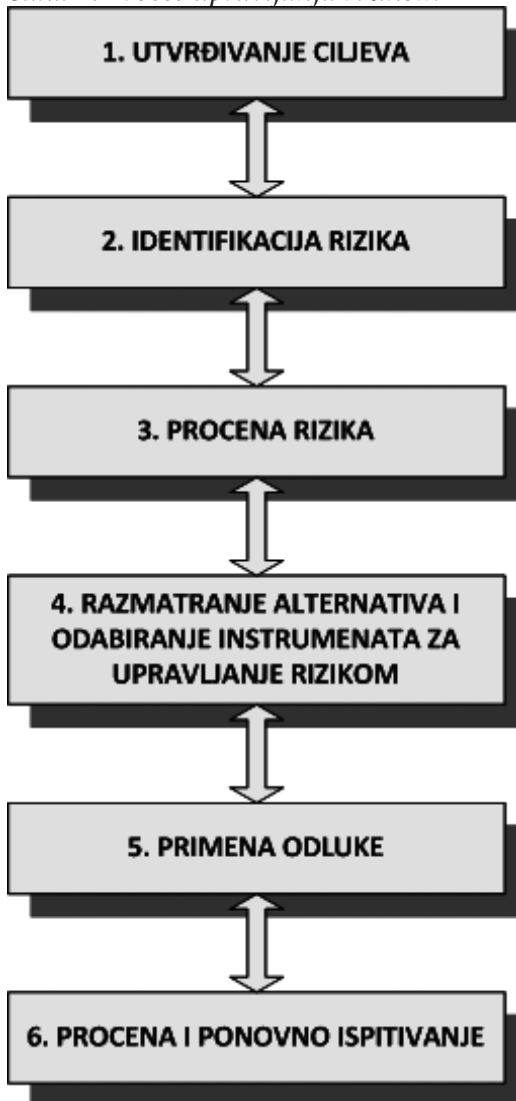 1. UTVRĐIVANJE CILJEVA
2. IDENTIFIKACIJA RIZIKA
3. PROCENA RIZIKA
4. RAZMATRANJE ALTERNATIVA I
ODABIRANJE INSTRUMENATA ZA
UPRAVLJANJE RIZIKOM
5. PRIMENA ODLUKE
6. PROCENA I PONOVNO ISPITIVANJE